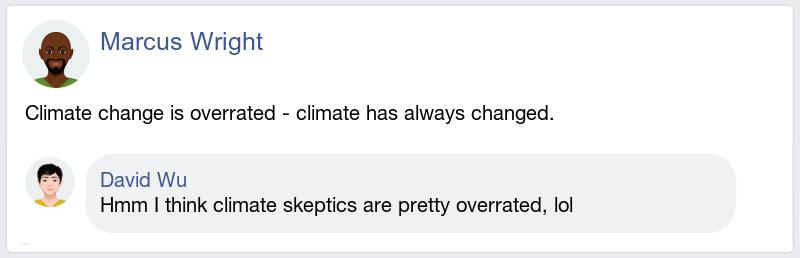 Marcus Wright
Climate change is overrated - climate has always changed.
David Wu
Hmm I think climate skeptics are pretty overrated, lol